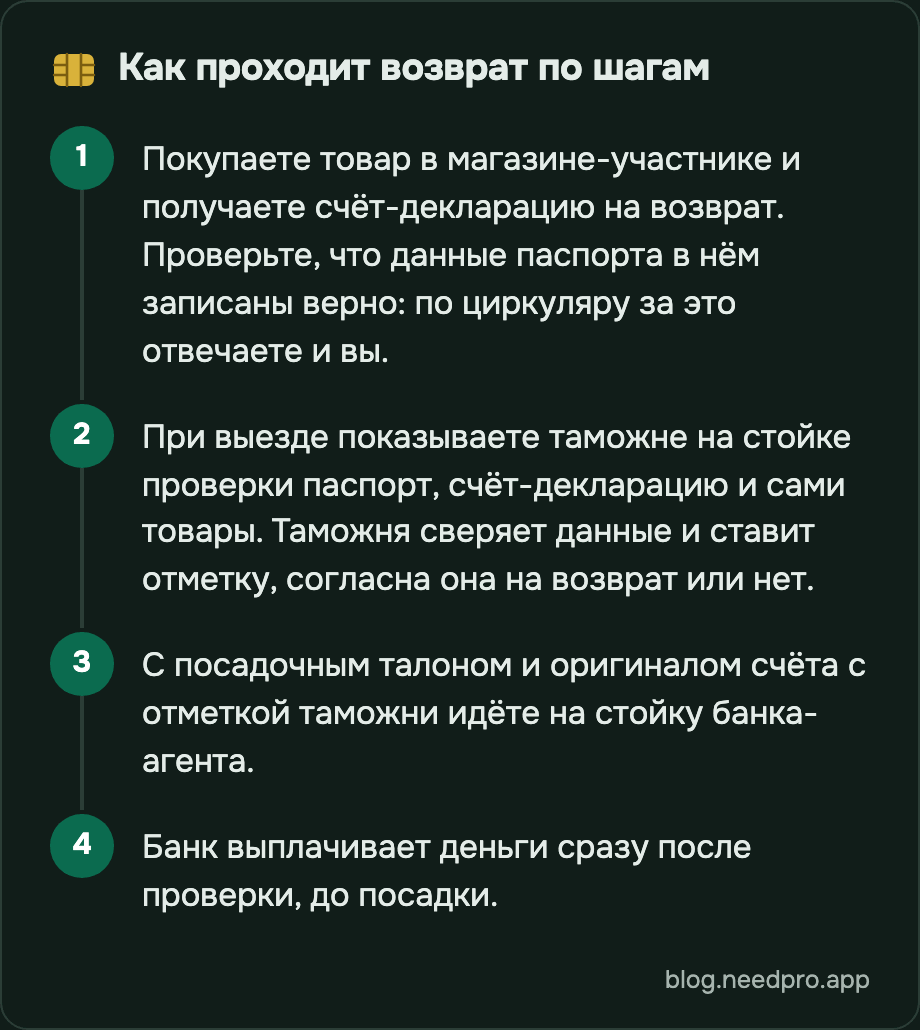 Как проходит возврат по шагам
1
Покупаете товар в магазине-участнике и
получаете счёт-декларацию на возврат.
Проверьте, что данные паспорта в нём
записаны верно: по циркуляру за это
отвечаете и вы.
2
При выезде показываете таможне на стойке
проверки паспорт, счёт-декларацию и сами
товары. Таможня сверяет данные и ставит
отметку, согласна она на возврат или нет.
3
С посадочным талоном и оригиналом счёта с
отметкой таможни идёте на стойку банка-
агента.
4
Банк выплачивает деньги сразу после
проверки, до посадки.
blog.needpro.app